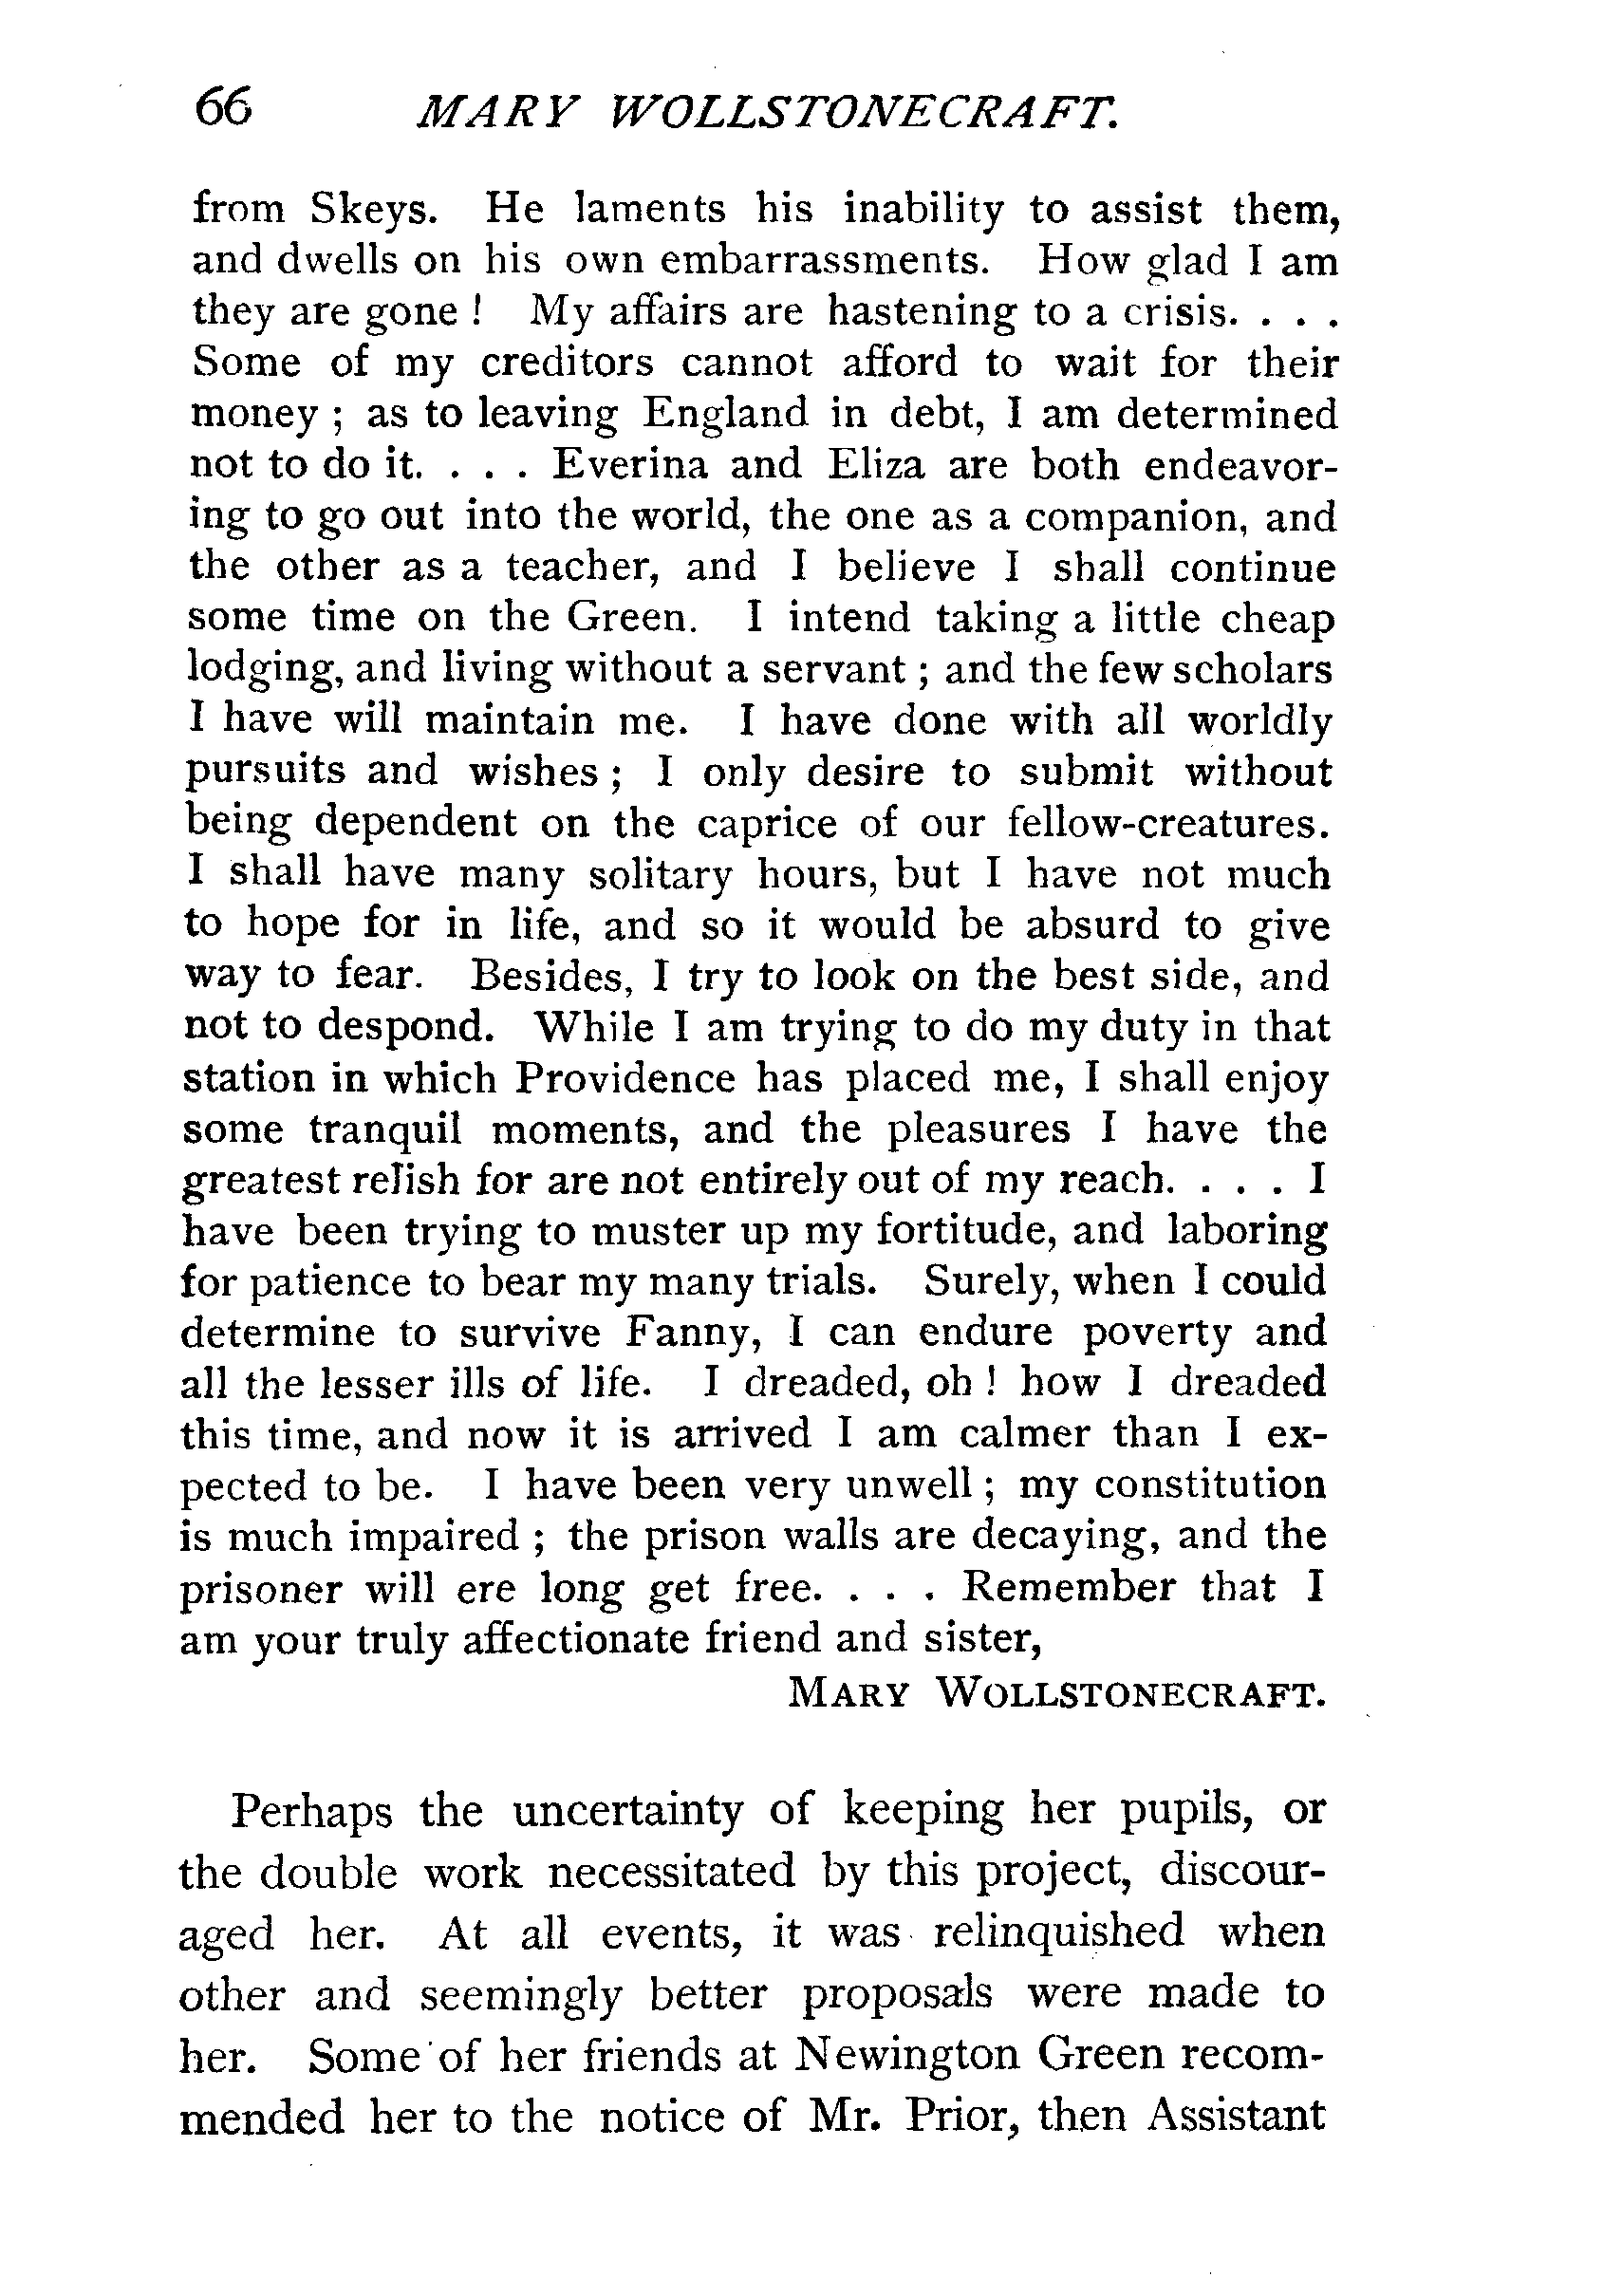 66 MARY WOLLSTONECRAFT.
from Skeys. He laments his inability to assist them,
and dwells on his own embarrassments. How glad I am
they are gone ! My affairs are hastening to a crisis. . . .
Some of my creditors cannot afford to wait for their
money ; as to leaving England in debt, I am determined
not to do it. . . . Everina and Eliza are both endeavor-
ing to go out into the world, the one as a companion, and
the other as a teacher, and I believe I shall continue
some time on the Green. I intend taking a little cheap
lodging, and living without a servant ; and the few scholars
I have will maintain me. I have done with all worldly
pursuits and wishes ; I only desire to submit without
being dependent on the caprice of our fellow-creatures.
I shall have many solitary hours, but I have not much
to hope for in life, and so it would be absurd to give
way to fear. Besides, I try to look on the best side, and
not to despond. While I am trying to do my duty in that
station in which Providence has placed me, I shall enjoy
some tranquil moments, and the pleasures I have the
greatest relish for are not entirely out of my reach. . . . I
have been trying to muster up my fortitude, and laboring
for patience to bear my many trials. Surely, when I could
determine to survive Fanny, I can endure poverty and
all the lesser ills of life. I dreaded, oh ! how I dreaded
this time, and now it is arrived I am calmer than I ex-
pected to be. I have been very unwell ; my constitution
is much impaired ; the prison walls are decaying, and the
prisoner will ere long get free. . . . Remember that I
am your truly affectionate friend and sister,
MARY WOLLSTONECRAFT.
Perhaps the uncertainty of keeping her pupils, or
the double work necessitated by this project, discour-
aged her. At all events, it was relinquished when
other and seemingly better proposals were made to
her. Some of her friends at Newington Green recom-
mended her to the notice of Mr. Prior, then Assistant